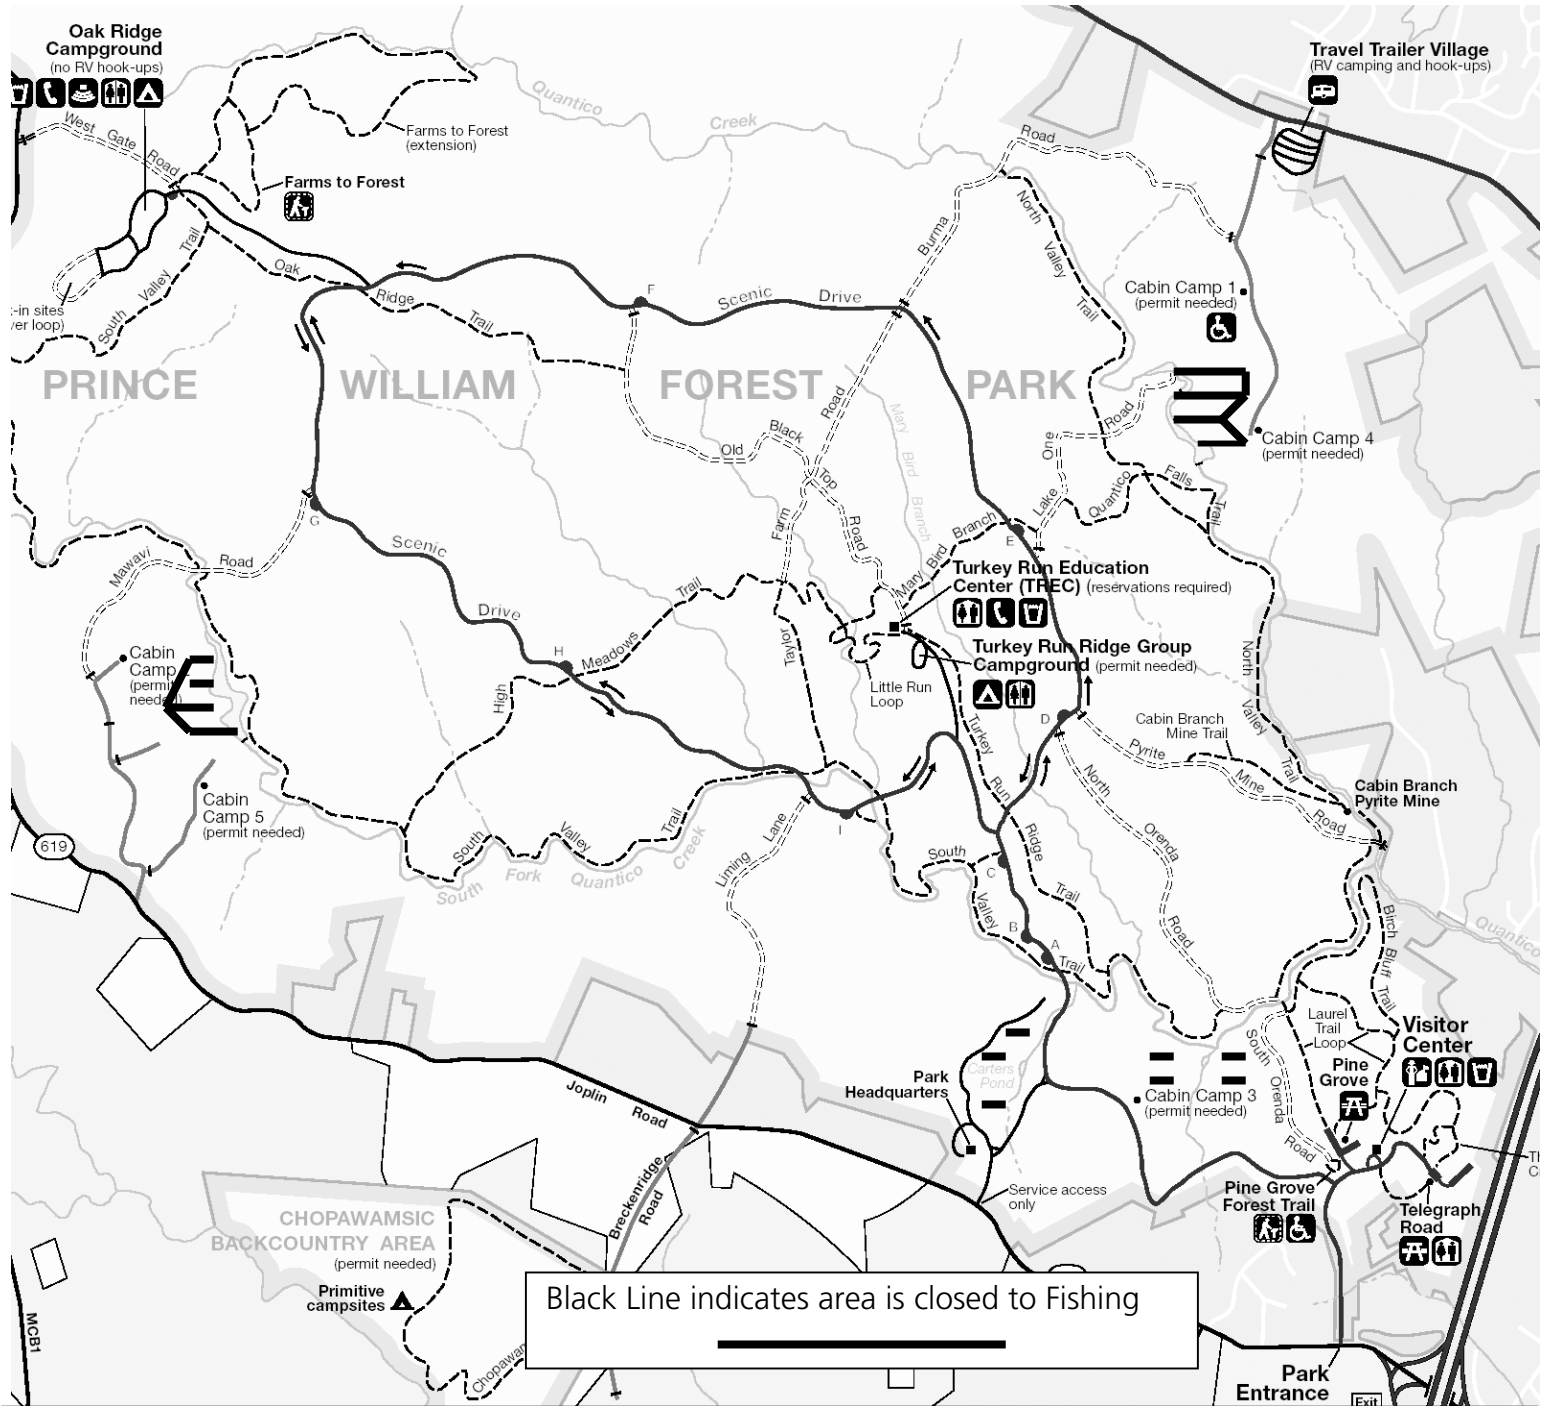 Oak Ridge
Campground
(no RV hook-ups)
Travel Trailer Village
(RV camping and hook-ups)
Quantico
Creek
West Gate Road
Farms to Forest
(extension)
Farms to Forest
Road
North Valley Trail
Burma
South Valley Trail
Oak
Ridge
Trail
-in sites
er loop)
F
Scenic Drive
Cabin Camp 1
(permit needed)
PRINCE WILLIAM FOREST PARK
Road
Mary Bird Branch
One
Road
Lake
Cabin Camp 4
(permit needed)
Old
Black
Top
Road
Farm
Quantico
Falls
Trail
G
Scenic
Drive
Mary Bird Branch
E
Mawavi
Road
Turkey Run Education
Center (TREC) (reservations required)
Trail
Meadows
High
H
Taylor
Turkey Run Ridge Group
Campground (permit needed)
Little Run
Loop
North
Valley
Trail
Cabin
Camp
(permit
needed)
D
Cabin Branch
Mine Trail
Pyrite
Mine
Road
Turkey
Run
Ridge
Trail
Cabin Branch
Pyrite Mine
North
Orenda
Road
Cabin
Camp 5
(permit needed)
619
I
South
Valley
Trail
South Fork Quantico Creek
Liming Lane
South
C
Valley
B
A
Trail
Birch Bluff Trail
Quantico
Laurel
Trail
Loop
Visitor
Center
Pine
Grove
South
Orenda
Road
Carters
Pond
Park
Headquarters
Cabin Camp 3
(permit needed)
Joplin Road
Breckenridge
Road
Service access
only
Pine Grove
Forest Trail
Telegraph
Road
CHOPAWAMSIC
BACKCOUNTRY AREA
(permit needed)
Primitive
campsites
MCB1
Chopawam
Black Line indicates area is closed to Fishing
Park
Entrance
Exit